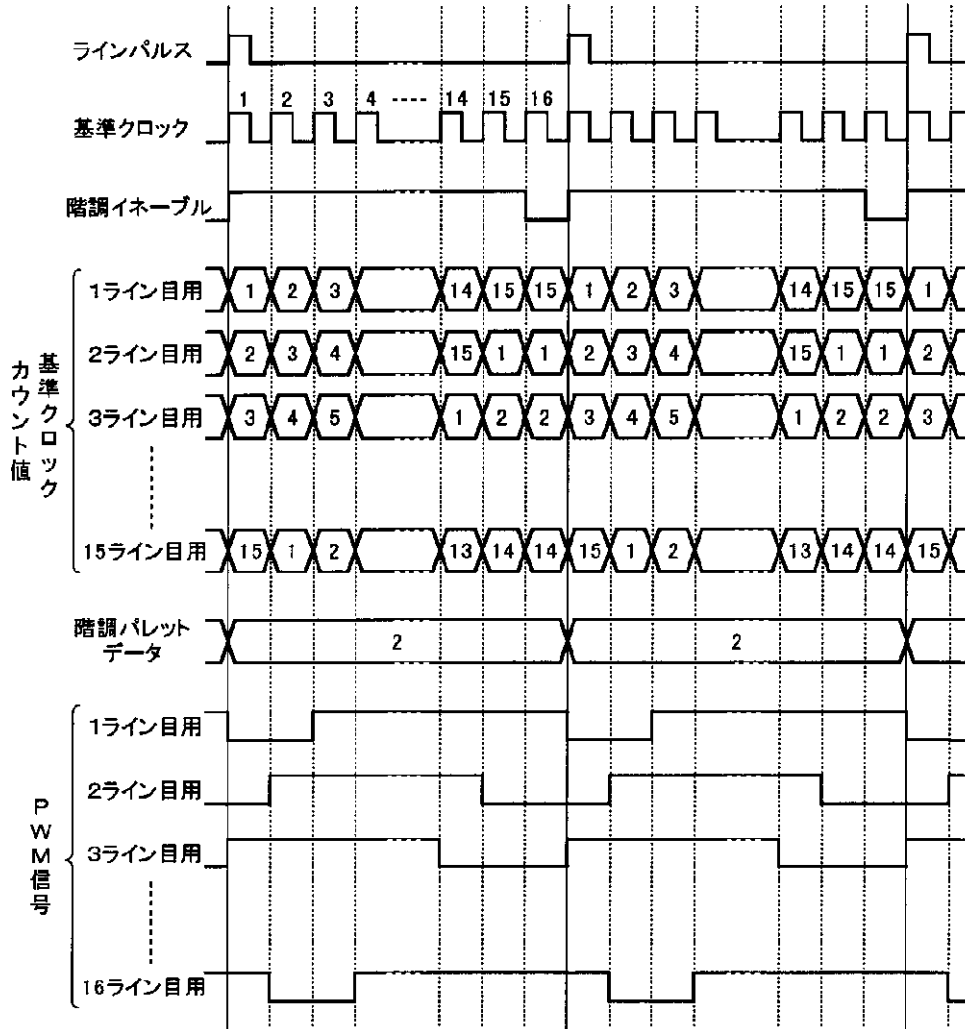 ラインパルス
1 2 3 4 14 15 16
基準クロック
階調イネーブル
基準クロック
カウント値
1ライン目用 1 2 3 14 15 15 1 2 3 14 15 15 1
2ライン目用 2 3 4 15 1 1 2 3 4 15 1 1 2
3ライン目用 3 4 5 1 2 2 3 4 5 1 2 2 3
15ライン目用 15 1 2 13 14 14 15 1 2 13 14 14 15
階調パレット
データ
2 2
PWM信号
1ライン目用
2ライン目用
3ライン目用
16ライン目用